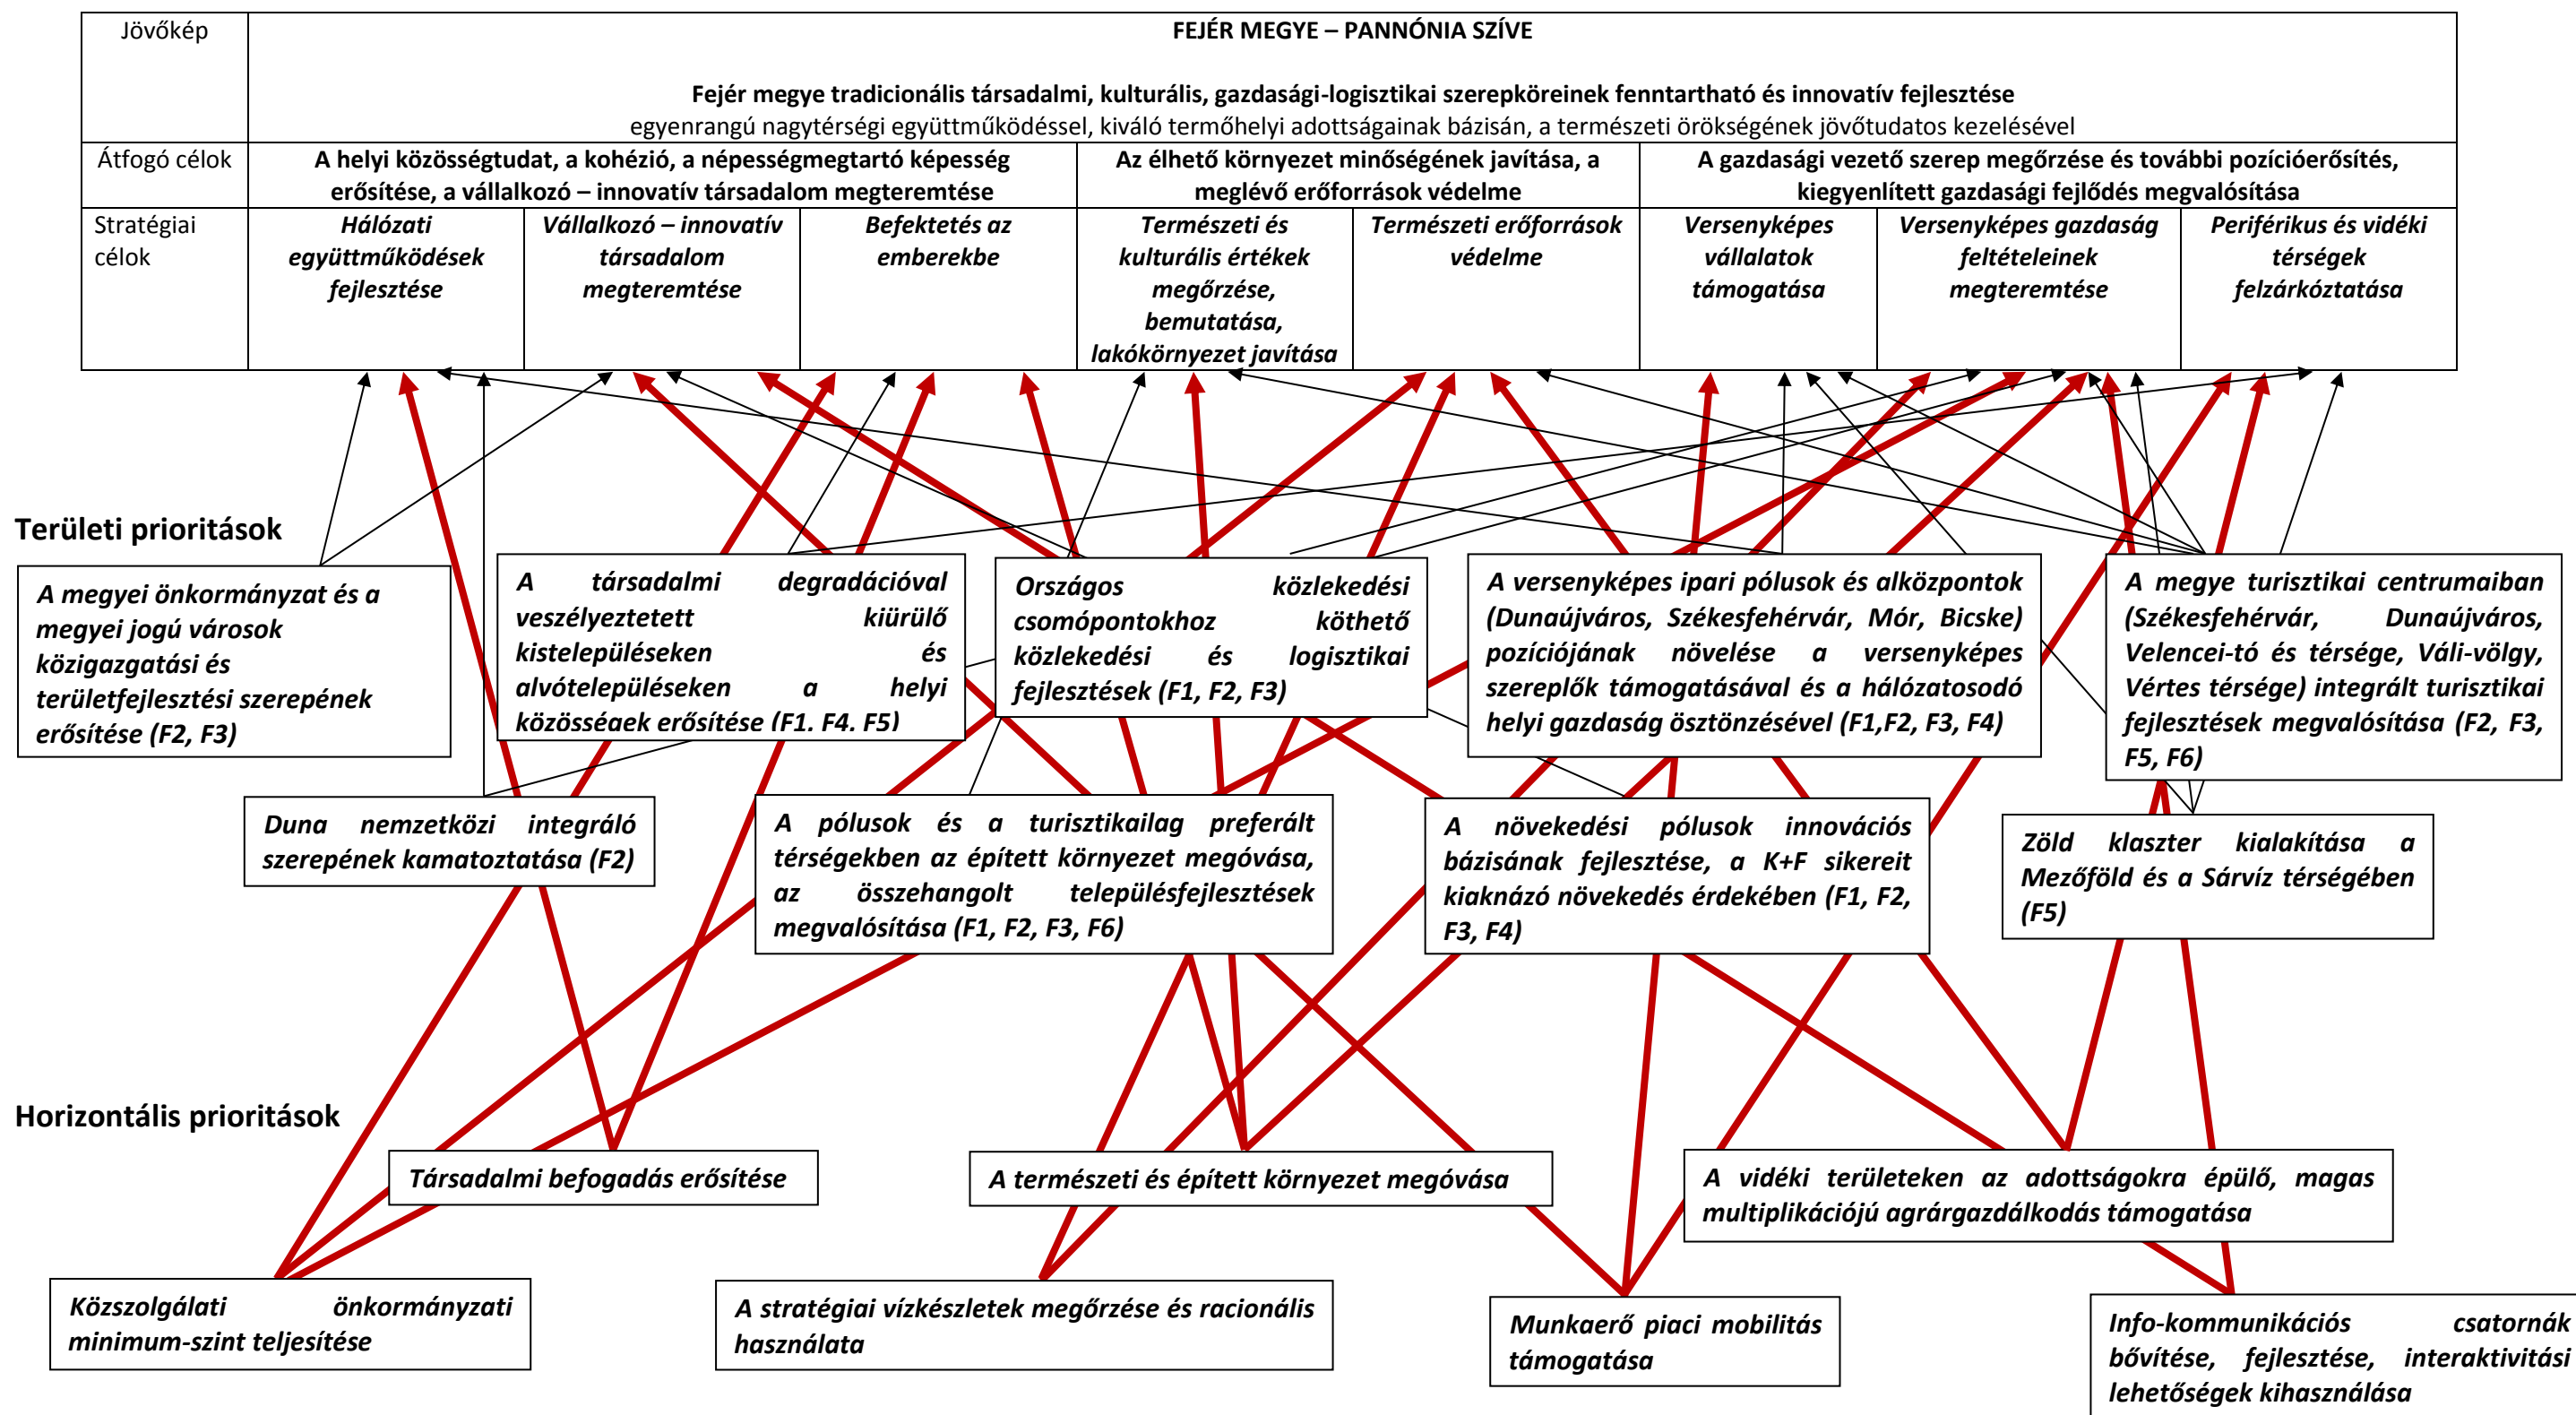 Jövőkép
FEJÉR MEGYE – PANNÓNIA SZÍVE
Fejér megye tradicionális társadalmi, kulturális, gazdasági-logisztikai szerepköreinek fenntartható és innovatív fejlesztése
egyenrangú nagytérségi együttműködéssel, kiváló termőhelyi adottságainak bázisán, a természeti örökségének jövőtudatos kezelésével
Átfogó célok
A helyi közösségtudat, a kohézió, a népességmegtartó képesség
erősítése, a vállalkozó – innovatív társadalom megteremtése
Az élhető környezet minőségének javítása, a
meglévő erőforrások védelme
A gazdasági vezető szerep megőrzése és további pozícióerősítés,
kiegyenlített gazdasági fejlődés megvalósítása
Stratégiai
célok
Hálózati
együttműködések
fejlesztése
Vállalkozó – innovatív
társadalom
megteremtése
Befektetés az
emberekbe
Természeti és
kulturális értékek
megőrzése,
bemutatása,
lakókörnyezet javítása
Természeti erőforrások
védelme
Versenyképes
vállalatok
támogatása
Versenyképes gazdaság
feltételeinek
megteremtése
Periférikus és vidéki
térségek
felzárkóztatása
Területi prioritások
A megyei önkormányzat és a
megyei jogú városok
közigazgatási és
területfejlesztési szerepének
erősítése (F2, F3)
A társadalmi degradációval
veszélyeztetett kiürülő
kistelepüléseken és
alvótelepüléseken a helyi
közösségek erősítése (F1, F4, F5)
Országos közlekedési
csomópontokhoz köthető
közlekedési és logisztikai
fejlesztések (F1, F2, F3)
A versenyképes ipari pólusok és alközpontok
(Dunaújváros, Székesfehérvár, Mór, Bicske)
pozíciójának növelése a versenyképes
szereplők támogatásával és a hálózatosodó
helyi gazdaság ösztönzésével (F1,F2, F3, F4)
A megye turisztikai centrumaiban
(Székesfehérvár, Dunaújváros,
Velencei-tó és térsége, Váli-völgy,
Vértes térsége) integrált turisztikai
fejlesztések megvalósítása (F2, F3,
F5, F6)
Duna nemzetközi integráló
szerepének kamatoztatása (F2)
A pólusok és a turisztikailag preferált
térségekben az épített környezet megóvása,
az összehangolt településfejlesztések
megvalósítása (F1, F2, F3, F6)
A növekedési pólusok innovációs
bázisának fejlesztése, a K+F sikereit
kiaknázó növekedés érdekében (F1, F2,
F3, F4)
Zöld klaszter kialakítása a
Mezőföld és a Sárvíz térségében
(F5)
Horizontális prioritások
Társadalmi befogadás erősítése
A természeti és épített környezet megóvása
A vidéki területeken az adottságokra épülő, magas
multiplikációjú agrárgazdálkodás támogatása
Közszolgálati önkormányzati
minimum-szint teljesítése
A stratégiai vízkészletek megőrzése és racionális
használata
Munkaerő piaci mobilitás
támogatása
Info-kommunikációs csatornák
bővítése, fejlesztése, interaktivitási
lehetőségek kihasználása